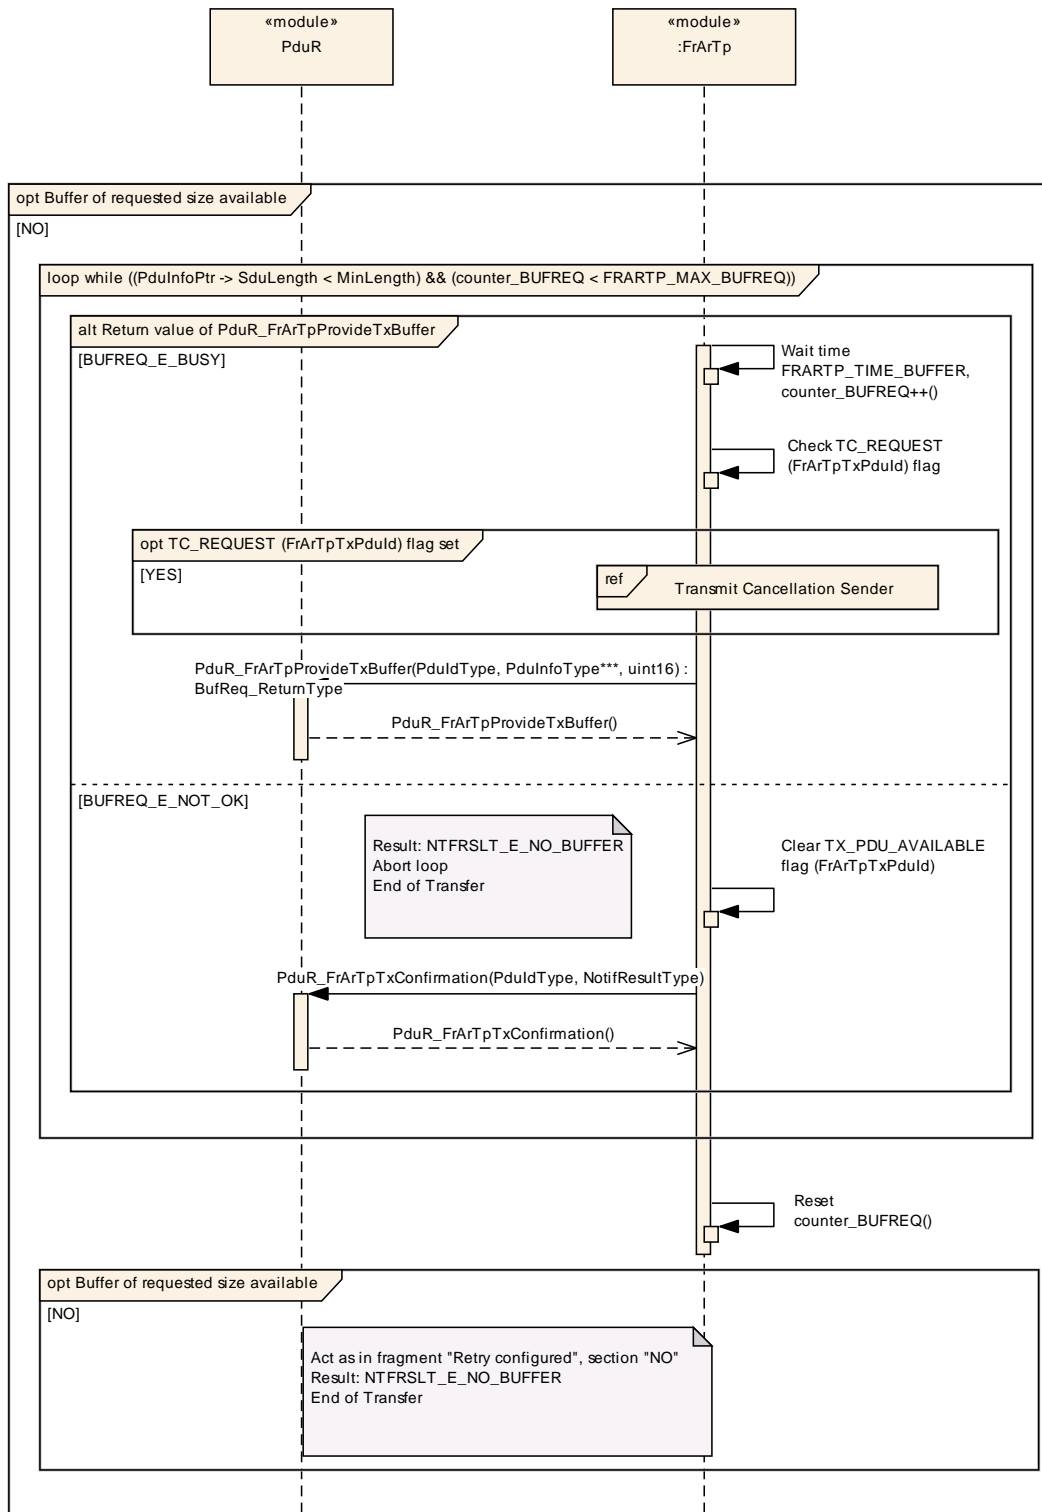 «module»
PduR
«module»
:FrArTp
opt Buffer of requested size available
[NO]
loop while ((PduInfoPtr -> SduLength < MinLength) && (counter_BUFREQ < FRARTP_MAX_BUFREQ))
alt Return value of PduR_FrArTpProvideTxBuffer
[BUFREQ_E_BUSY]
Wait time
FRARTP_TIME_BUFFER,
counter_BUFREQ++()
Check TC_REQUEST
(FrArTpTxPduId) flag
opt TC_REQUEST (FrArTpTxPduId) flag set
[YES]
ref
Transmit Cancellation Sender
PduR_FrArTpProvideTxBuffer(PduIdType, PduInfoType***, uint16) :
BufReq_ReturnType
PduR_FrArTpProvideTxBuffer()
[BUFREQ_E_NOT_OK]
Result: NTFRSLT_E_NO_BUFFER
Abort loop
End of Transfer
Clear TX_PDU_AVAILABLE
flag (FrArTpTxPduId)
PduR_FrArTpTxConfirmation(PduIdType, NotifResultType)
PduR_FrArTpTxConfirmation()
Reset
counter_BUFREQ()
opt Buffer of requested size available
[NO]
Act as in fragment "Retry configured", section "NO"
Result: NTFRSLT_E_NO_BUFFER
End of Transfer